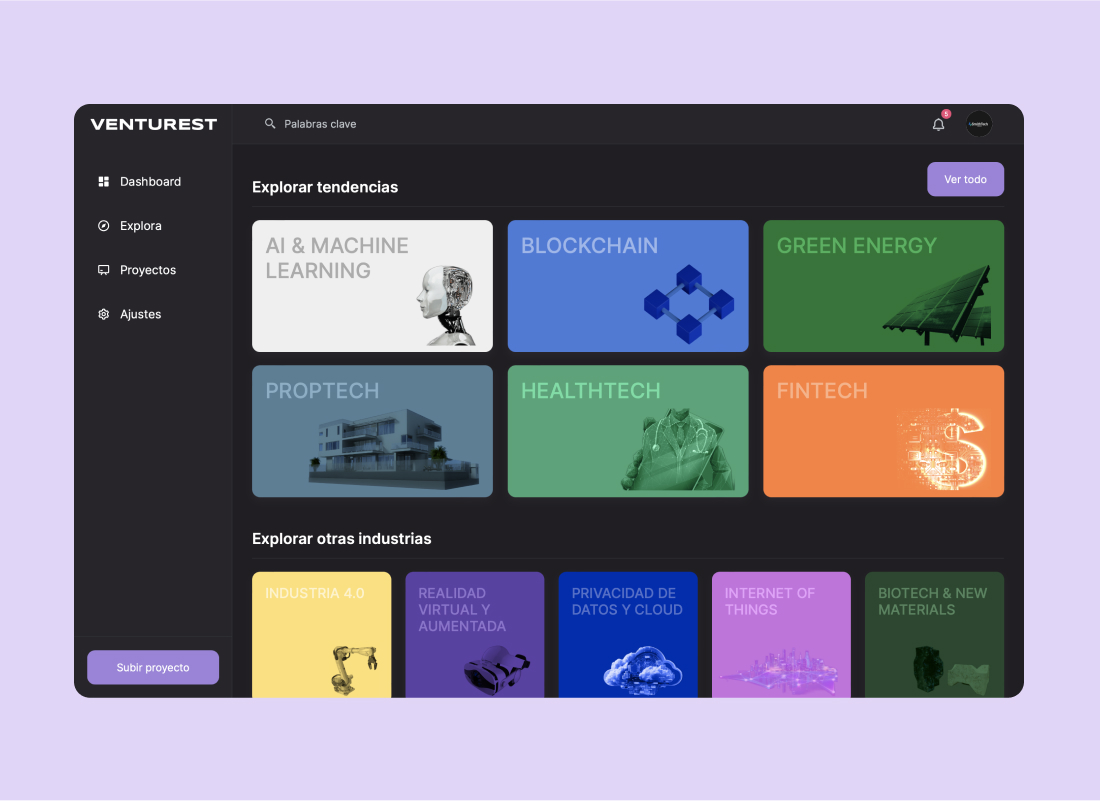 VENTUREST
Palabras clave
5
Dashboard
Explora
Proyectos
Ajustes
Subir proyecto
Explorar tendencias
Ver todo
AI & MACHINE
LEARNING
BLOCKCHAIN
GREEN ENERGY
PROPTECH
HEALTHTECH
FINTECH
Explorar otras industrias
INDUSTRIA 4.0
REALIDAD
VIRTUAL Y
AUMENTADA
PRIVACIDAD DE
DATOS Y CLOUD
INTERNET OF
THINGS
BIOTECH & NEW
MATERIALS